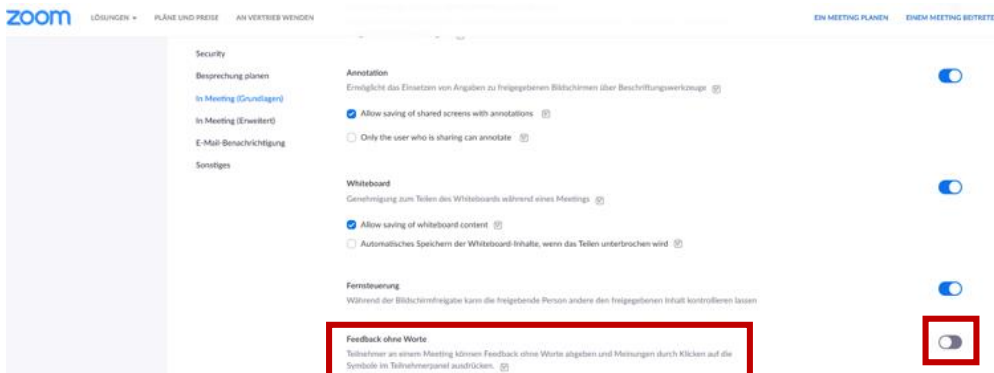 zoom LÖSUNGEN PLÄNE UND PREISE AN VERTRIEB WENDEN EIN MEETING PLANEN EINEM MEETING BEITRETE
Security
Besprechung planen
In Meeting (Grundlagen)
In Meeting (Erweitert)
E-Mail-Benachrichtigung
Sonstiges
Annotation
Ermöglicht das Einsetzen von Angaben zu freigegebenen Bildschirmen über Beschriftungswerkzeuge
Allow saving of shared screens with annotations
Only the user who is sharing can annotate
Whiteboard
Genehmigung zum Teilen des Whiteboards während eines Meetings
Allow saving of whiteboard content
Automatisches Speichern der Whiteboard-Inhalte, wenn das Teilen unterbrochen wird
Fernsteuerung
Während der Bildschirmfreigabe kann die freigebende Person andere den freigegebenen Inhalt kontrollieren lassen
Feedback ohne Worte
Teilnehmer an einem Meeting können Feedback ohne Worte abgeben und Meinungen durch Klicken auf die
Symbole im Teilnehmerpanel ausdrücken.